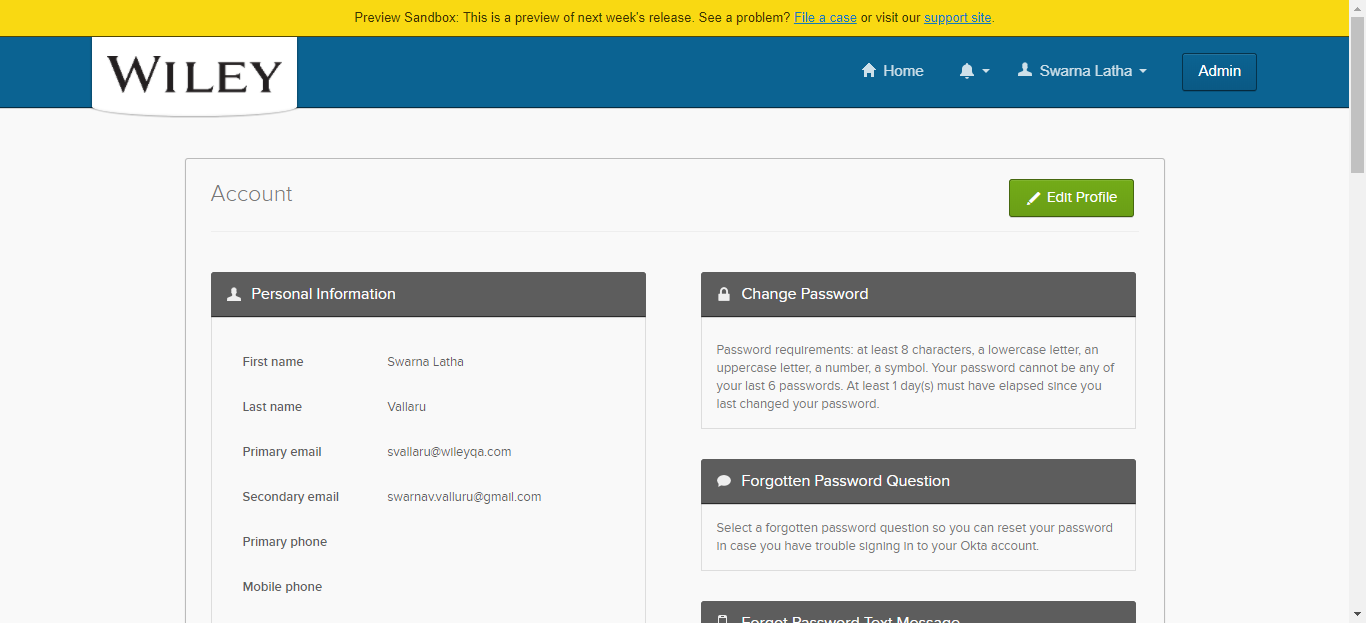 Preview Sandbox: This is a preview of next week's release. See a problem? File a case or visit our support site.
WILEY
Home
Swarna Latha
Admin
Account
Edit Profile
Personal Information
First name Swarna Latha
Last name Vallaru
Primary email svallaru@wileyqa.com
Secondary email swarnav.valluru@gmail.com
Primary phone
Mobile phone
Change Password
Password requirements: at least 8 characters, a lowercase letter, an
uppercase letter, a number, a symbol. Your password cannot be any of
your last 6 passwords. At least 1 day(s) must have elapsed since you
last changed your password.
Forgotten Password Question
Select a forgotten password question so you can reset your password
in case you have trouble signing in to your Okta account.
Forgot Password Text Message